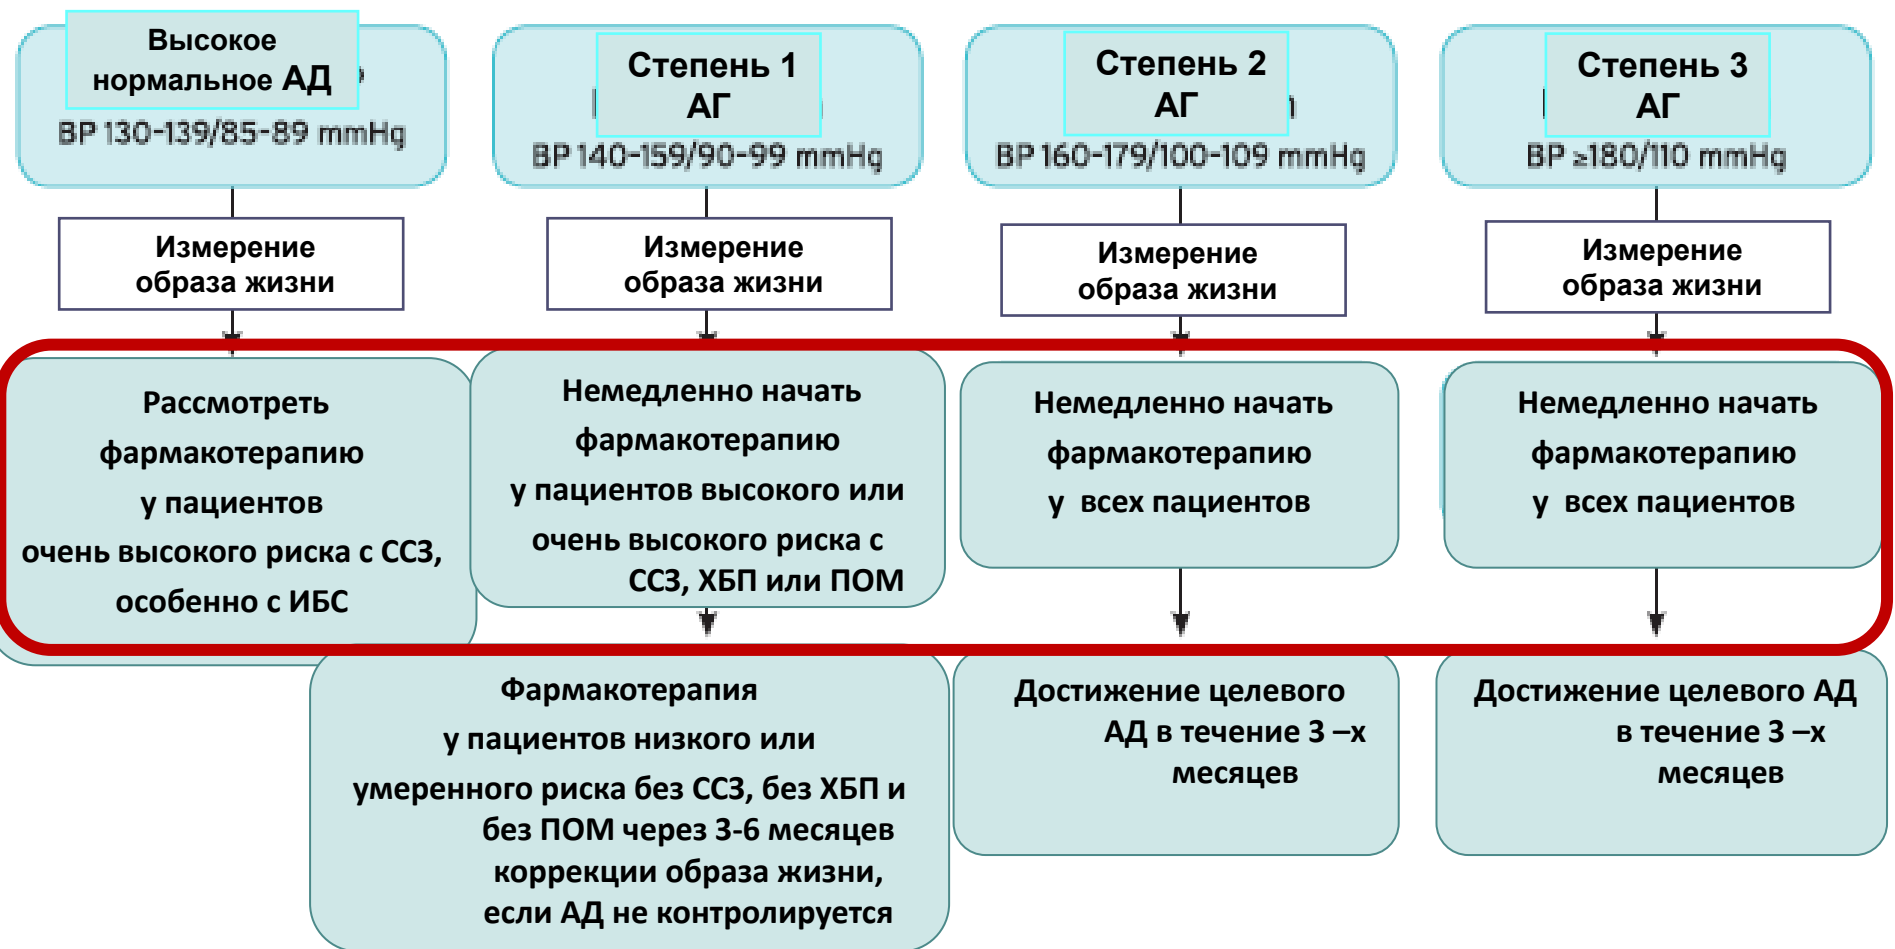 Высокое
нормальное АД
BP 130-139/85-89 mmHg
Степень 1
АГ
BP 140-159/90-99 mmHg
Степень 2
АГ
BP 160-179/100-109 mmHg
Степень 3
АГ
BP ≥180/110 mmHg
Измерение
образа жизни
Измерение
образа жизни
Измерение
образа жизни
Измерение
образа жизни
Рассмотреть
фармакотерапию
у пациентов
очень высокого риска с ССЗ,
особенно с ИБС
Немедленно начать
фармакотерапию
у пациентов высокого или
очень высокого риска с
ССЗ, ХБП или ПОМ
Немедленно начать
фармакотерапию
у всех пациентов
Немедленно начать
фармакотерапию
у всех пациентов
Фармакотерапия
у пациентов низкого или
умеренного риска без ССЗ, без ХБП и
без ПОМ через 3-6 месяцев
коррекции образа жизни,
если АД не контролируется
Достижение целевого
АД в течение 3 –х
месяцев
Достижение целевого АД
в течение 3 –х
месяцев